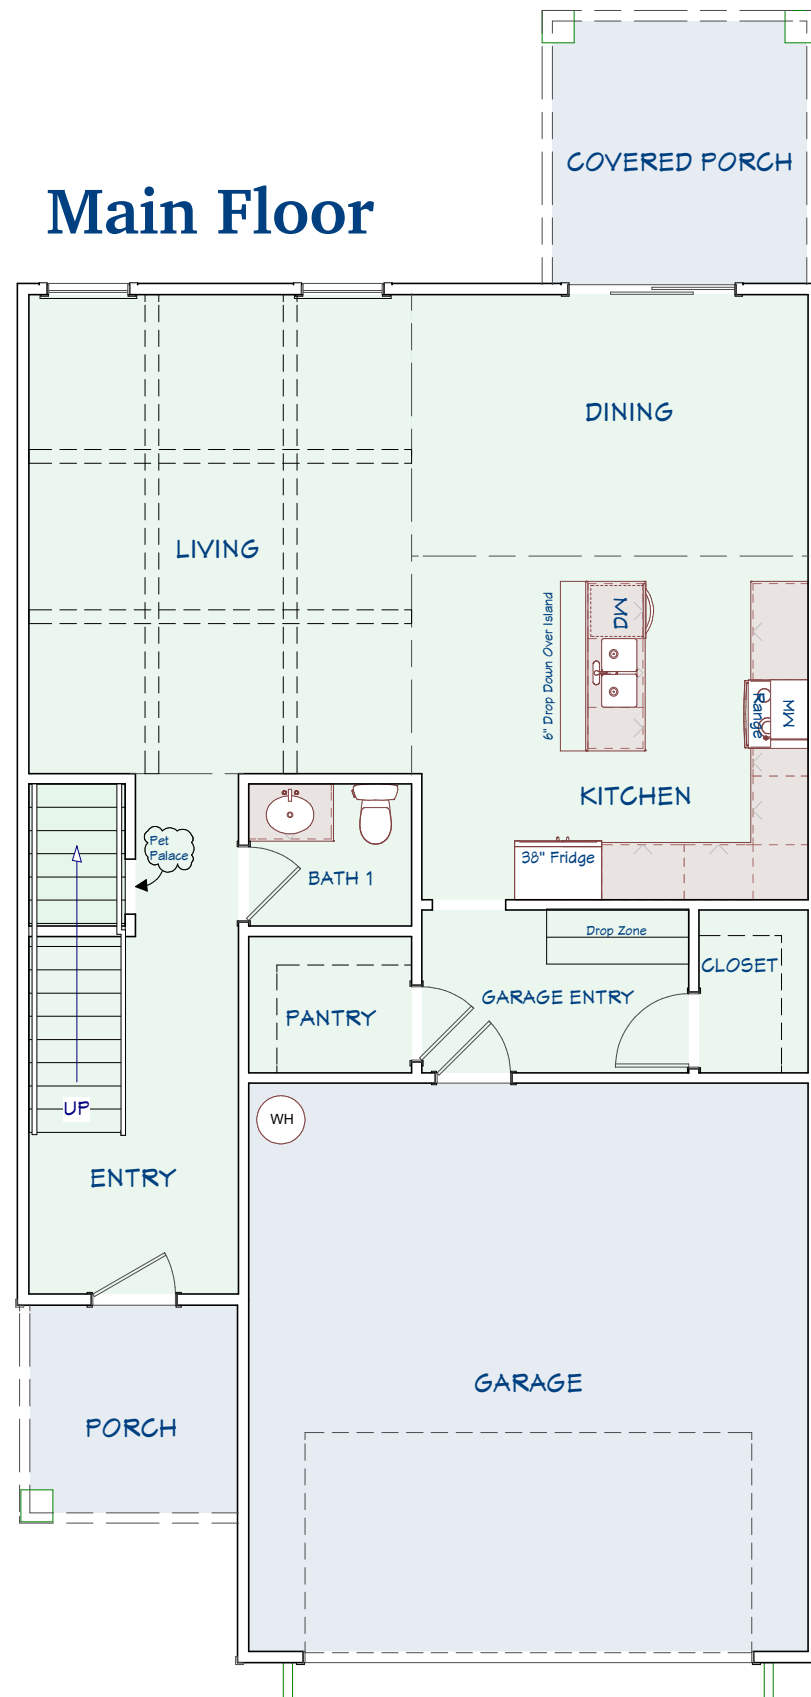 COVERED PORCH
Main Floor
DINING
LIVING
6" Drop Down Over Island
DW
Range
MW
KITCHEN
Pet
Palace
38" Fridge
BATH 1
Drop Zone
CLOSET
GARAGE ENTRY
PANTRY
UP
WH
ENTRY
GARAGE
PORCH